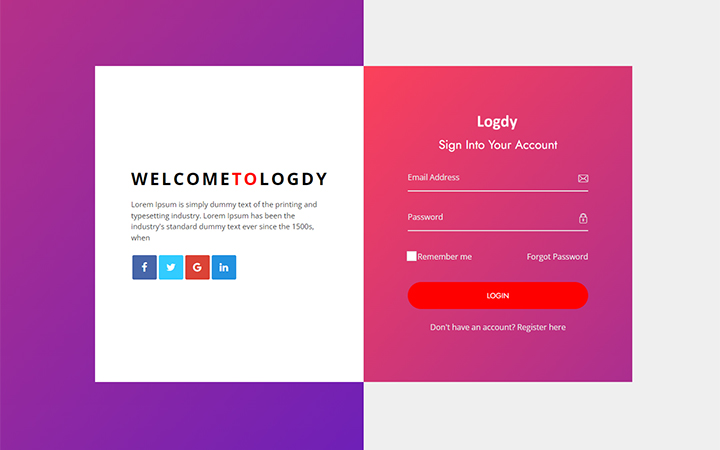 WELCOMETOLOGDY
Lorem Ipsum is simply dummy text of the printing and
typesetting industry. Lorem Ipsum has been the
industry's standard dummy text ever since the 1500s,
when
f
G
in
Logdy
Sign Into Your Account
Email Address
Password
Remember me
Forgot Password
LOGIN
Don't have an account? Register here